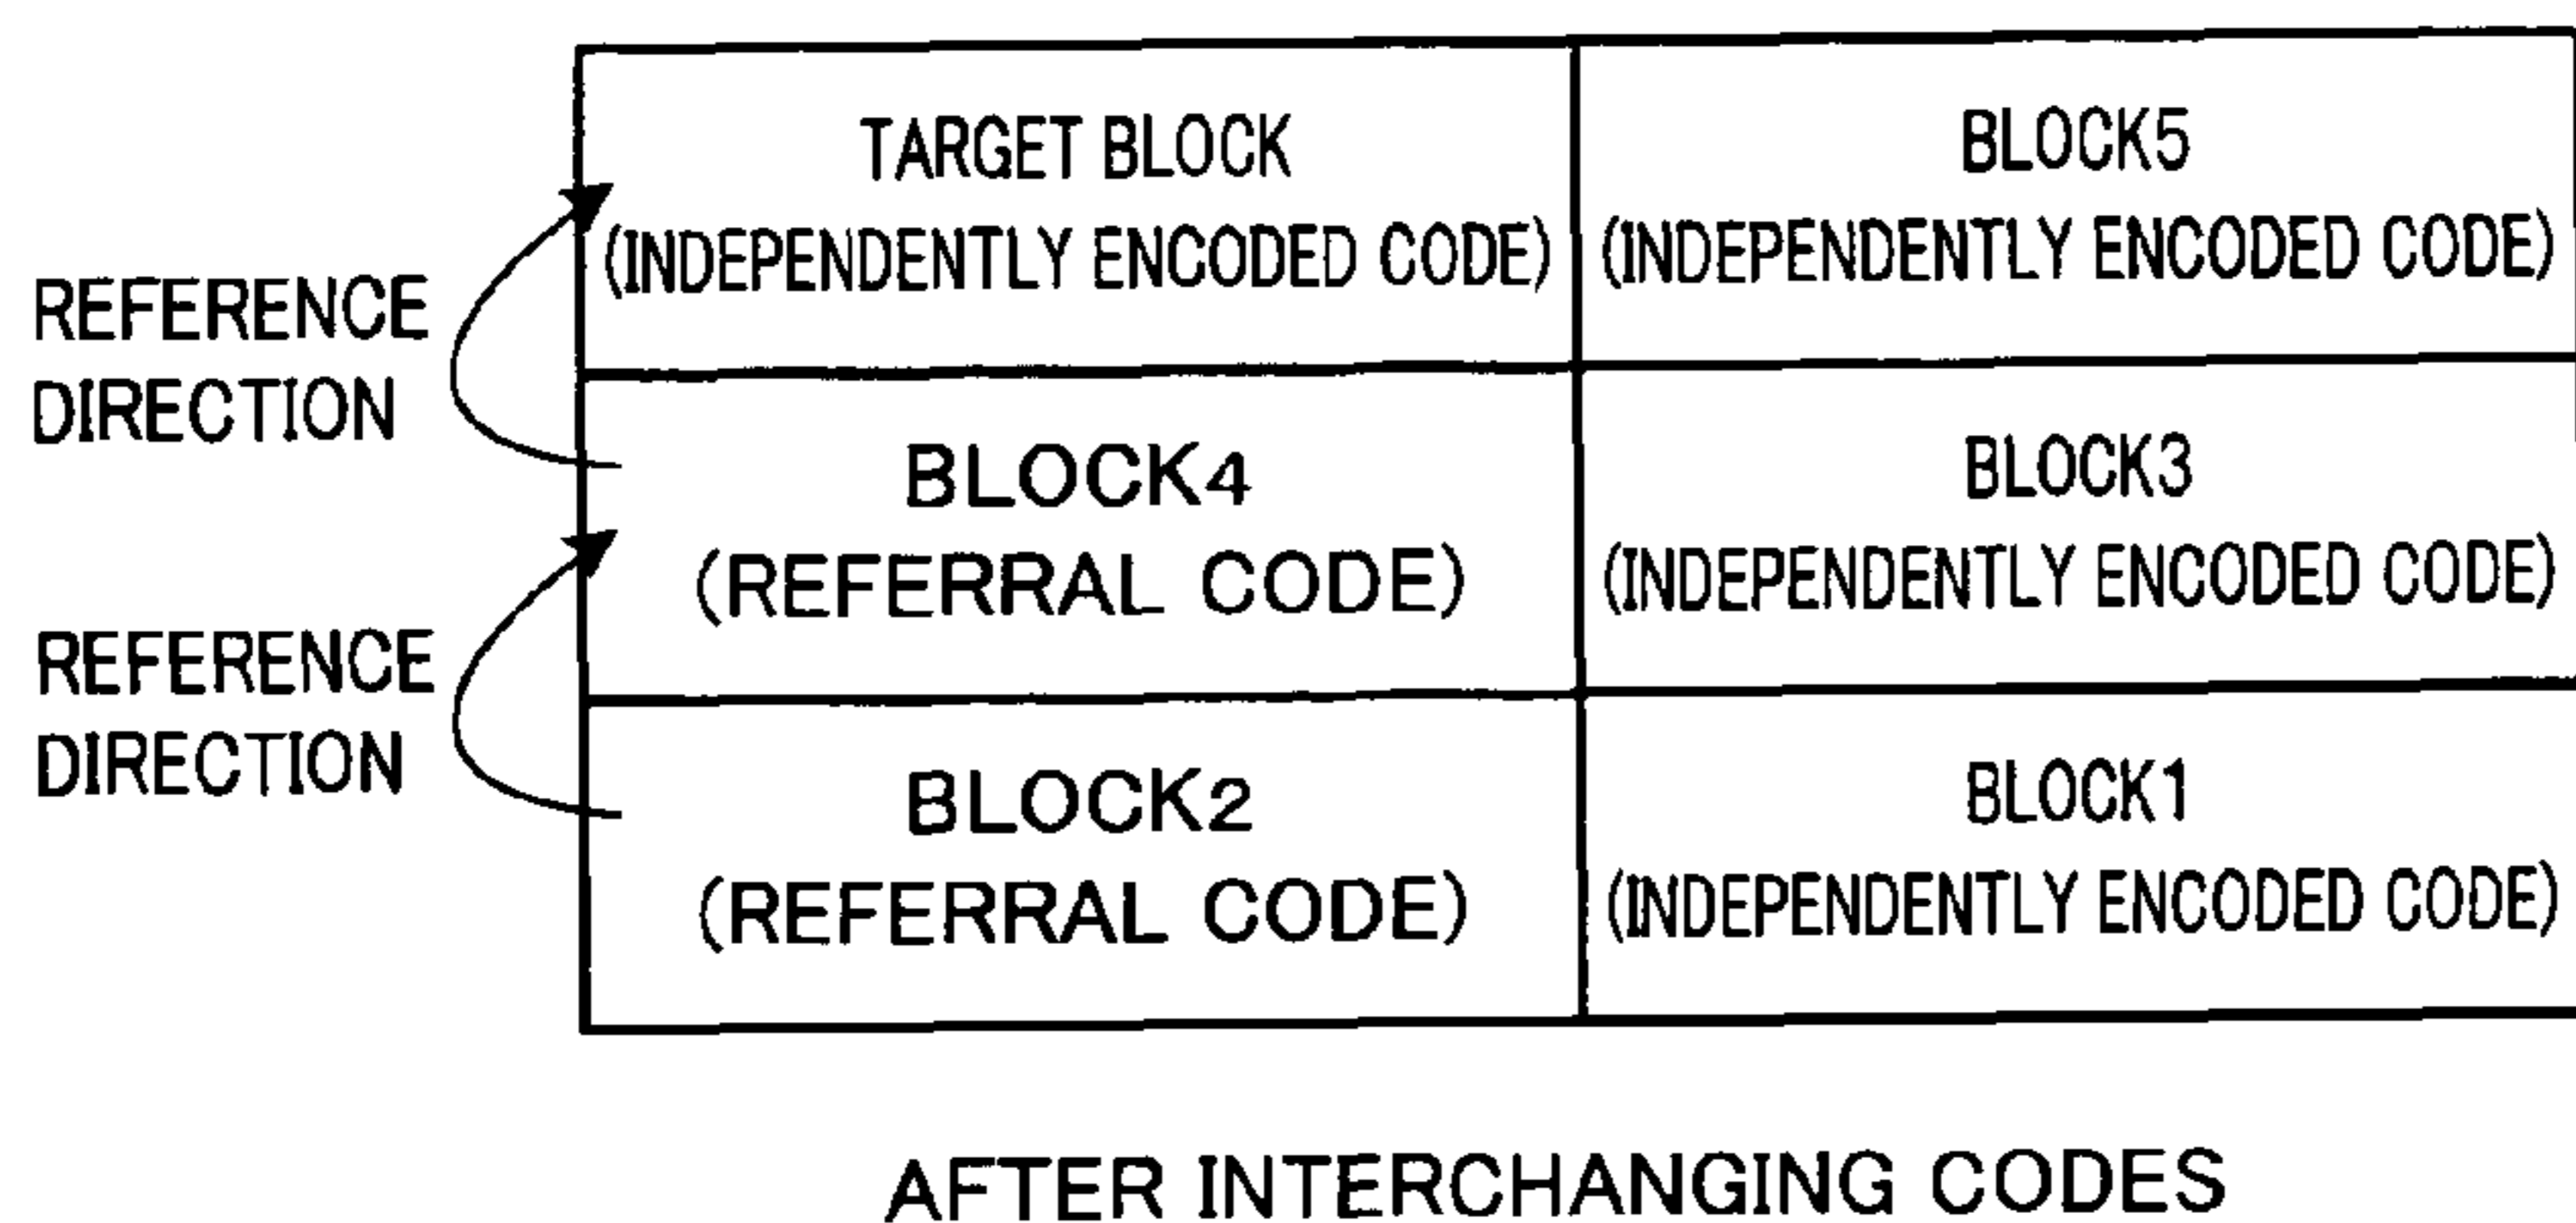 TARGET BLOCK
(INDEPENDENTLY ENCODED CODE)
BLOCK5
(INDEPENDENTLY ENCODED CODE)
REFERENCE
DIRECTION
BLOCK4
(REFERRAL CODE)
BLOCK3
(INDEPENDENTLY ENCODED CODE)
REFERENCE
DIRECTION
BLOCK2
(REFERRAL CODE)
BLOCK1
(INDEPENDENTLY ENCODED CODE)
AFTER INTERCHANGING CODES